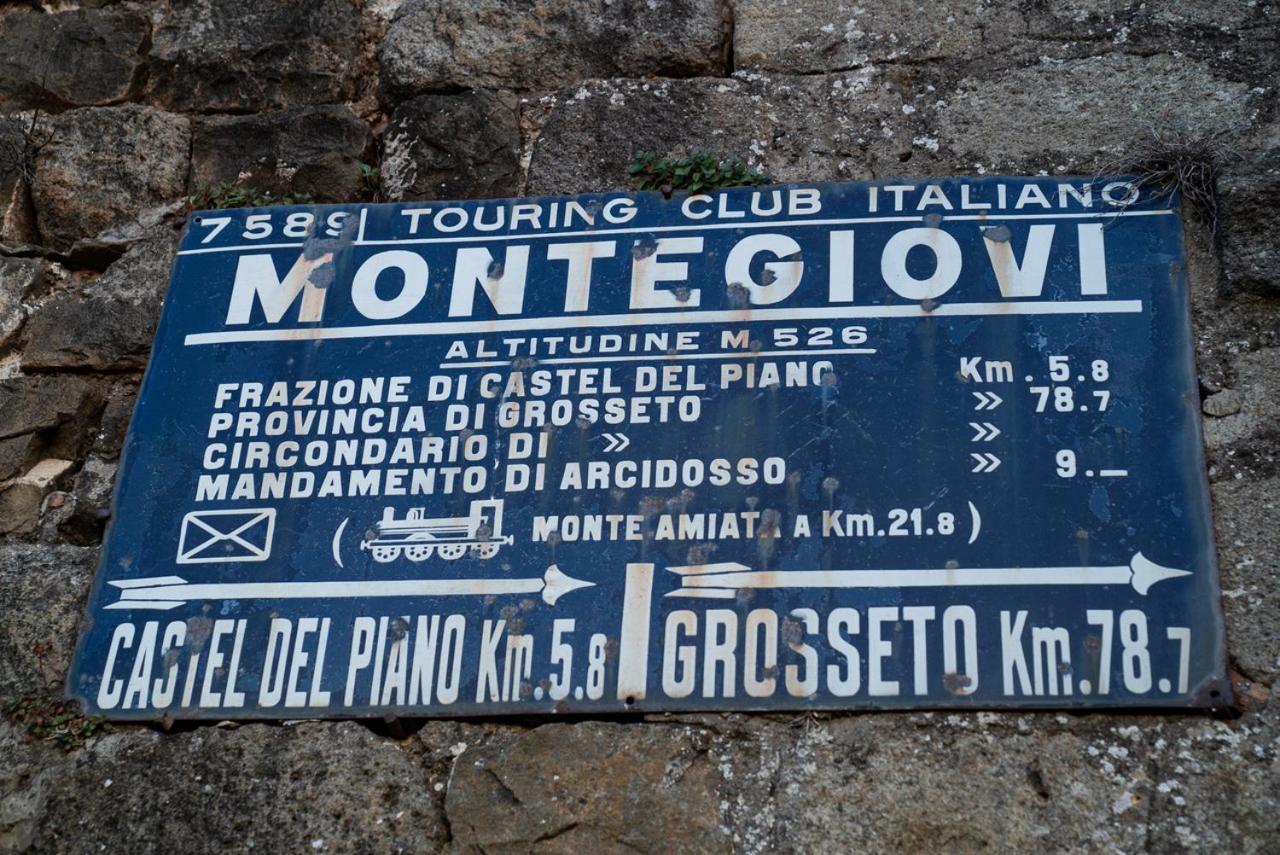 7589 TOURING CLUB ITALIANO
MONTEGIOVI
ALTITUDINE M 526
FRAZIONE DI CASTEL DEL PIANO Km. 5.8
PROVINCIA DI GROSSETO » 78.7
CIRCONDARIO DI » »
MANDAMENTO DI ARCIDOSSO » 9.—
( MONTE AMIATA A Km.21.8 )
CASTEL DEL PIANO Km.5.8 GROSSETO Km.78.7